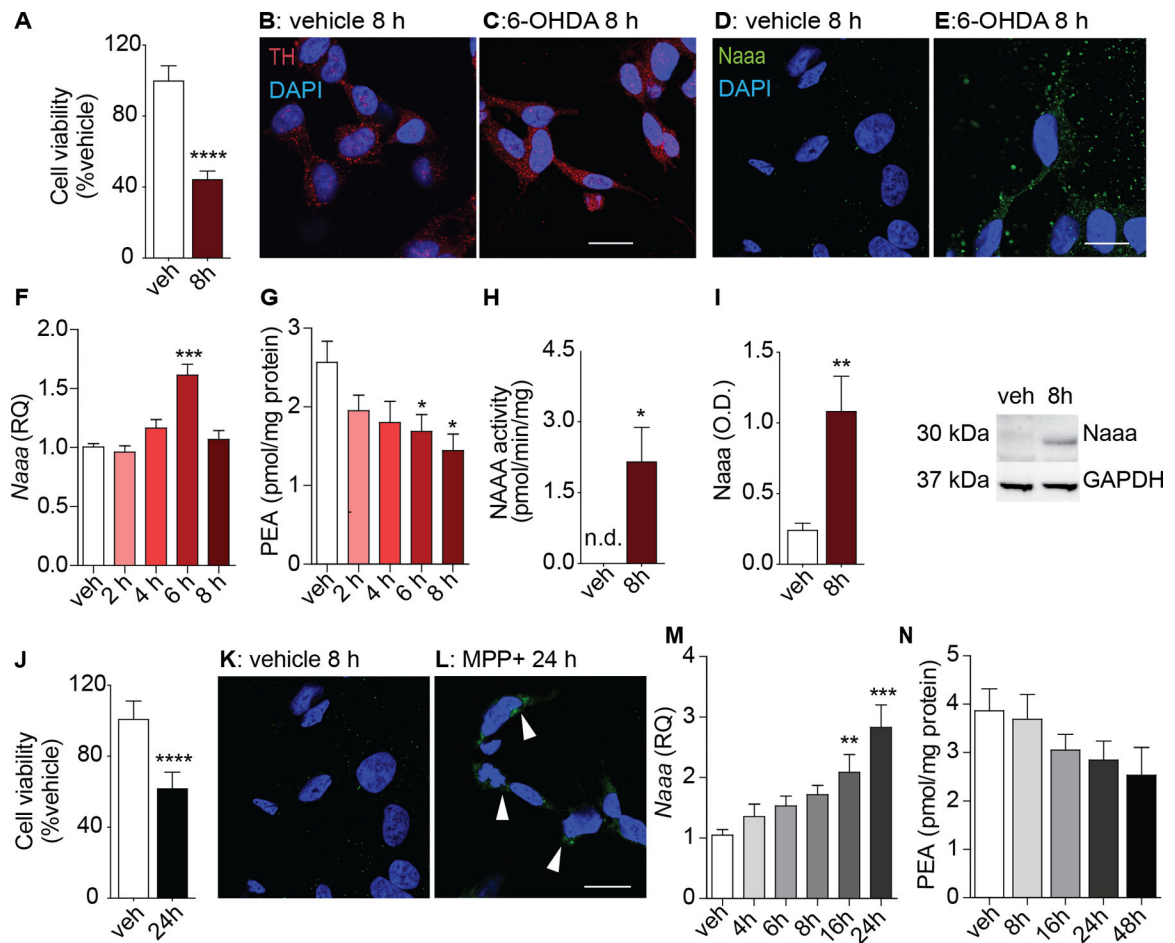 A
B: vehicle 8 h
C:6-OHDA 8 h
D: vehicle 8 h
E:6-OHDA 8 h
Cell viability
(%vehicle)
120
80
40
0
****
veh
8h
TH
DAPI
Naaa
DAPI
F
Naaa (RQ)
2.0
1.5
1.0
0.5
0.0
***
veh
2 h
4 h
6 h
8 h
G
PEA (pmol/mg protein)
3
2
1
0
*
*
veh
2 h
4 h
6 h
8 h
H
NAAA activity
(pmol/min/mg)
4.5
3.0
1.5
0.0
n.d.
*
veh
8h
I
Naaa (O.D.)
1.5
1.0
0.5
0.0
**
veh
8h
veh 8h
30 kDa Naaa
37 kDa GAPDH
J
Cell viability
(%vehicle)
120
80
40
0
****
veh
24h
K: vehicle 8 h
L: MPP+ 24 h
M
Naaa (RQ)
4
3
2
1
0
**
***
veh
4h
6h
8h
16h
24h
N
PEA (pmol/mg protein)
5
4
3
2
1
0
veh
8h
16h
24h
48h